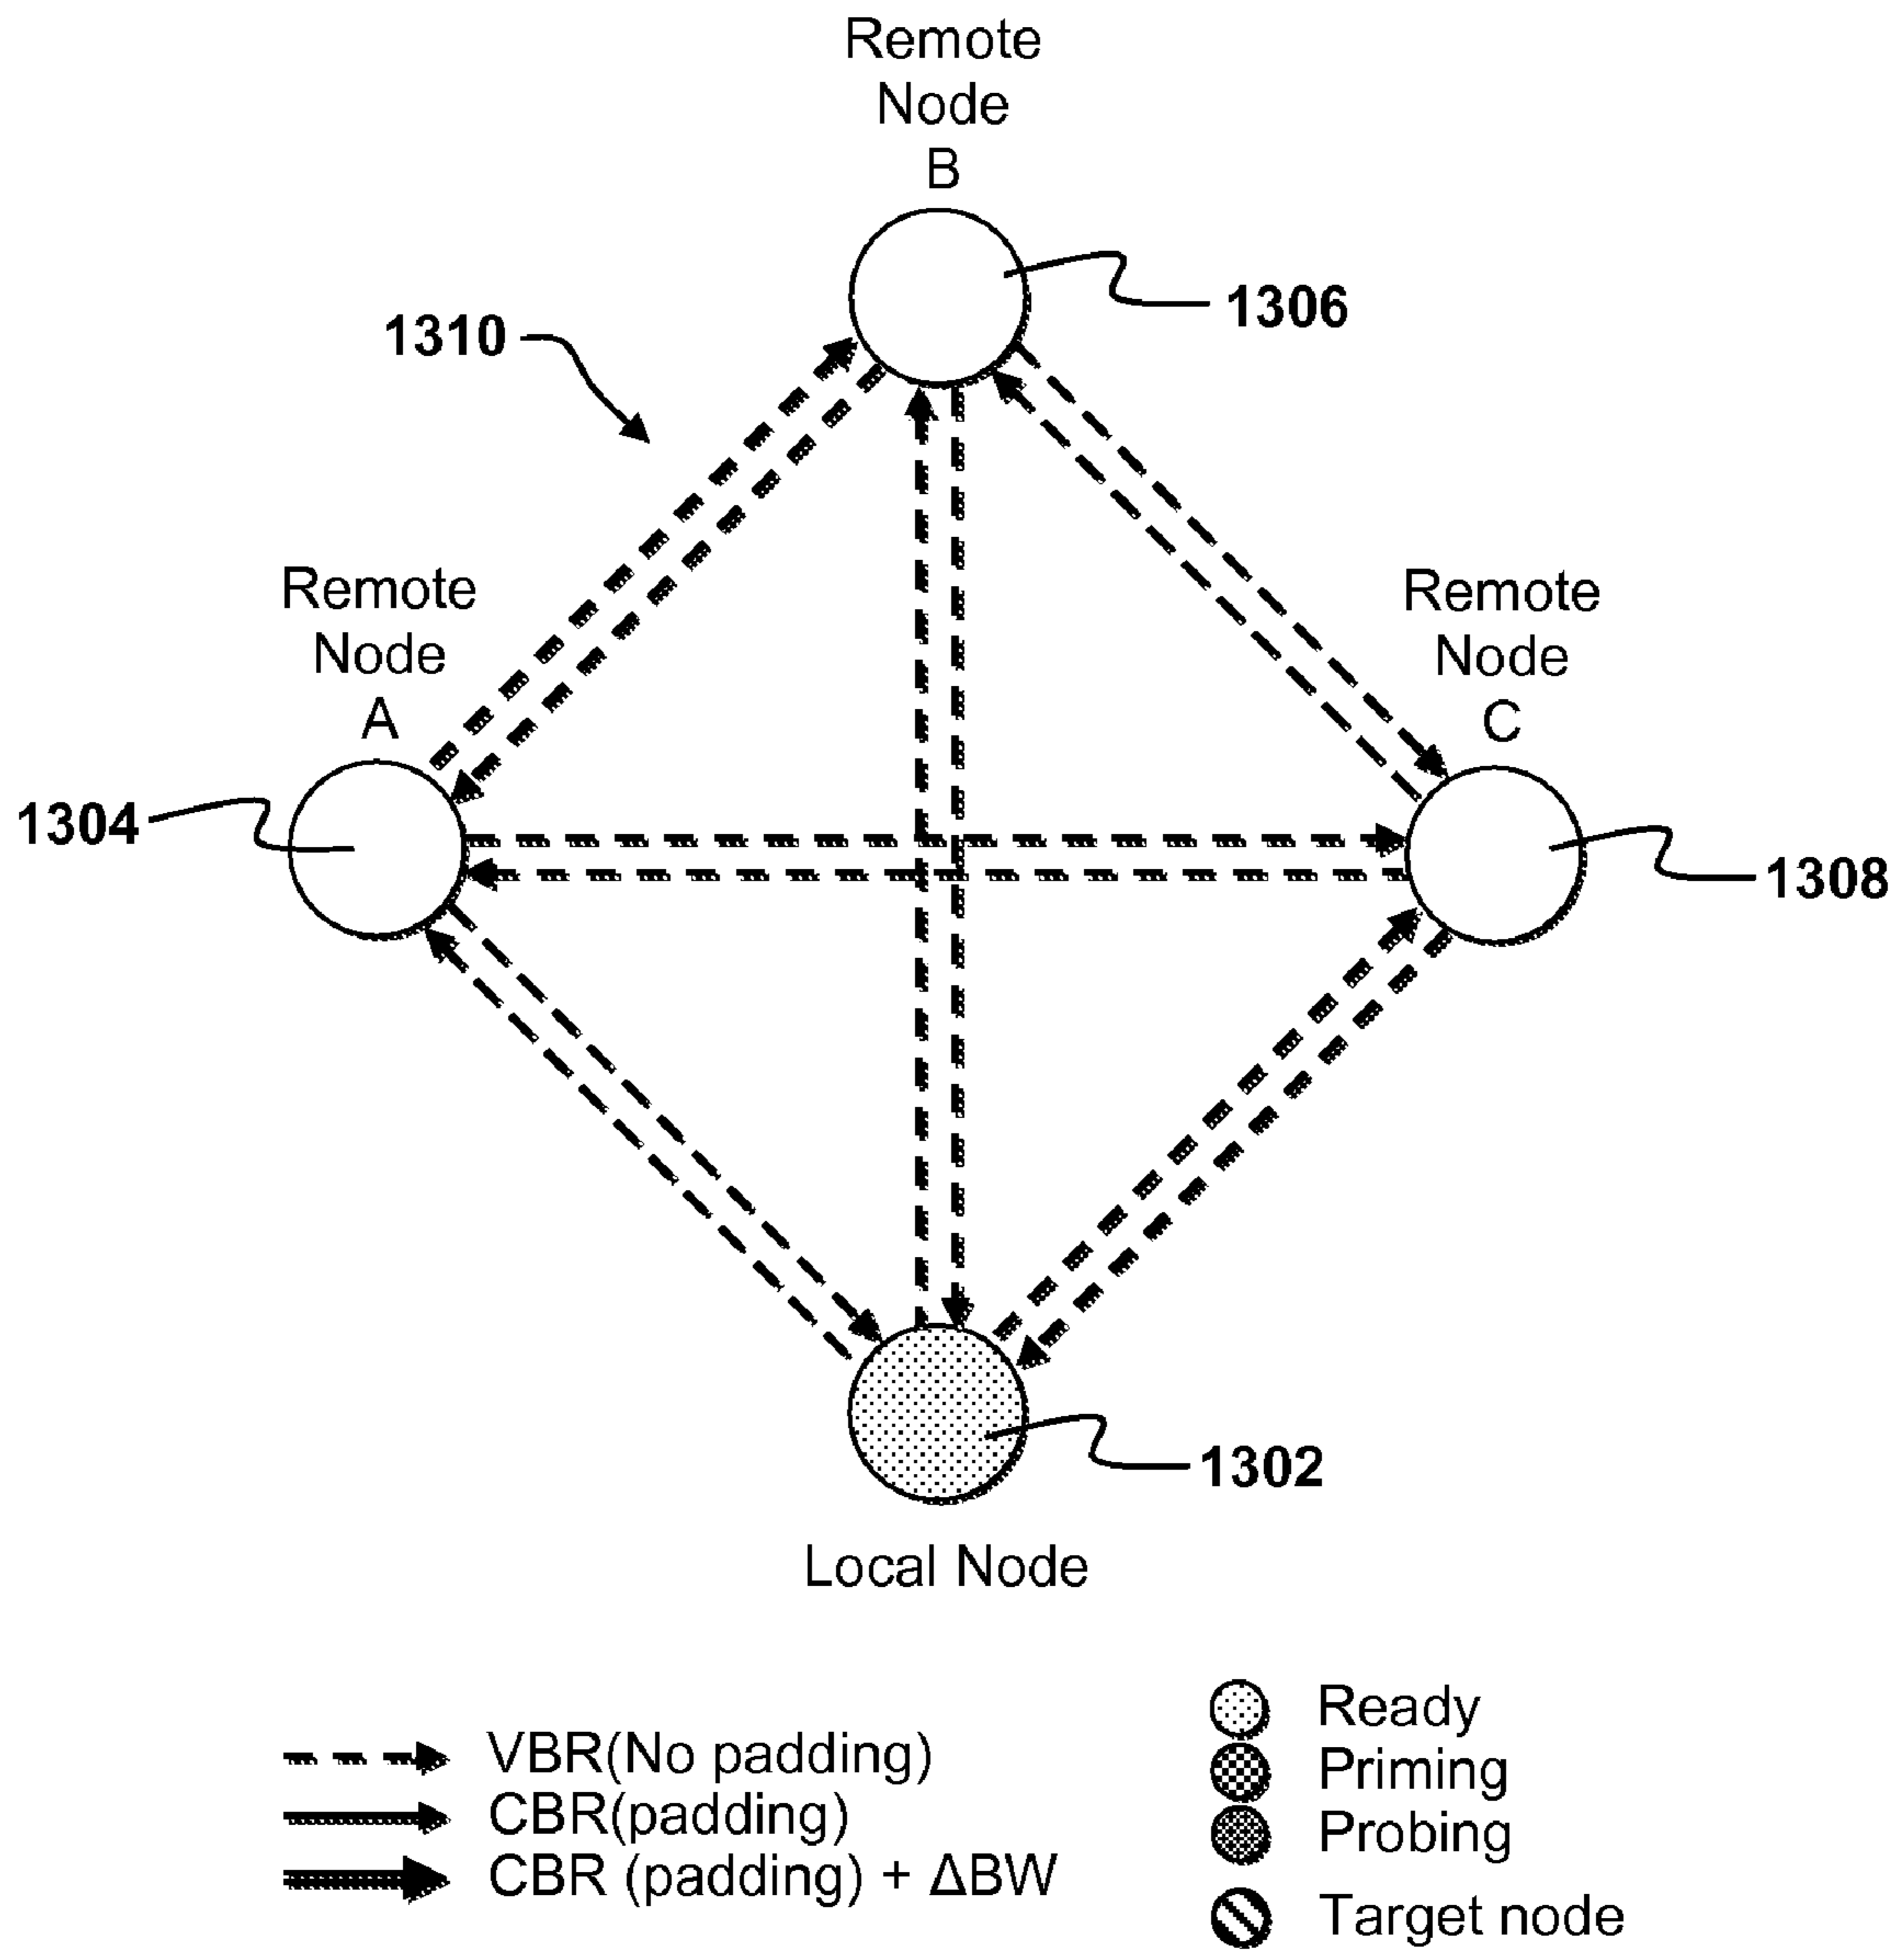 Remote
Node
B
1306
1310
Remote
Node
A
Remote
Node
C
1304
1308
1302
Local Node
VBR(No padding)
CBR(padding)
CBR (padding) + ΔBW
Ready
Priming
Probing
Target node